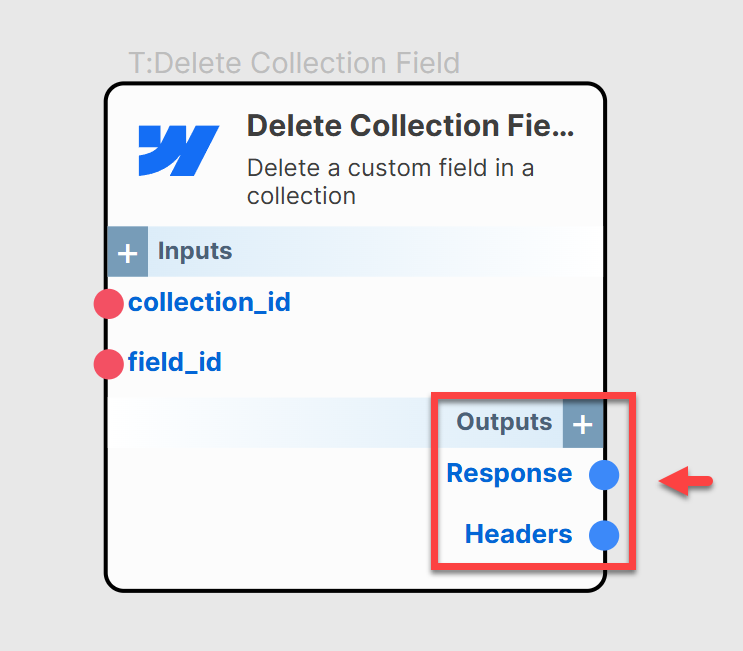 T:Delete Collection Field
Delete Collection Fie...
Delete a custom field in a
collection
+ Inputs
collection_id
field_id
Outputs +
Response
Headers